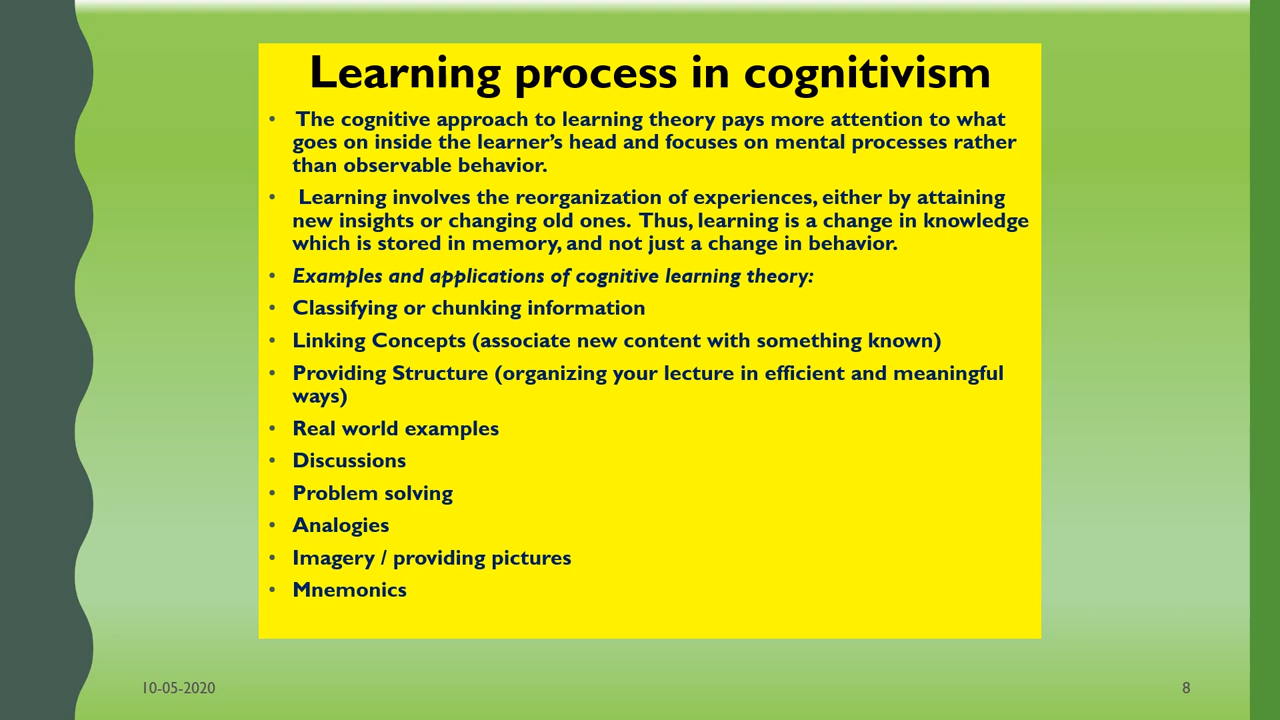 Learning process in cognitivism
• The cognitive approach to learning theory pays more attention to what
goes on inside the learner’s head and focuses on mental processes rather
than observable behavior.
• Learning involves the reorganization of experiences, either by attaining
new insights or changing old ones. Thus, learning is a change in knowledge
which is stored in memory, and not just a change in behavior.
• Examples and applications of cognitive learning theory:
• Classifying or chunking information
• Linking Concepts (associate new content with something known)
• Providing Structure (organizing your lecture in efficient and meaningful
ways)
• Real world examples
• Discussions
• Problem solving
• Analogies
• Imagery / providing pictures
• Mnemonics
10-05-2020
8